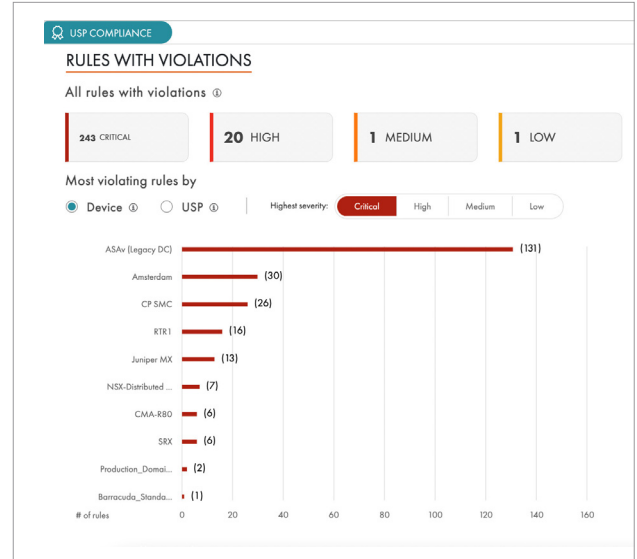 USP COMPLIANCE
RULES WITH VIOLATIONS
All rules with violations ⓘ
243 CRITICAL
20 HIGH
1 MEDIUM
1 LOW
Most violating rules by
Device ⓘ USP ⓘ Highest severity: Critical High Medium Low
ASAv (Legacy DC) (131)
Amsterdam (30)
CP SMC (26)
RTR1 (16)
Juniper MX (13)
NSX-Distributed ... (7)
CMA-R80 (6)
SRX (6)
Production_Domai... (2)
Barracuda_Standa... (1)
# of rules 0 20 40 60 80 100 120 140 160